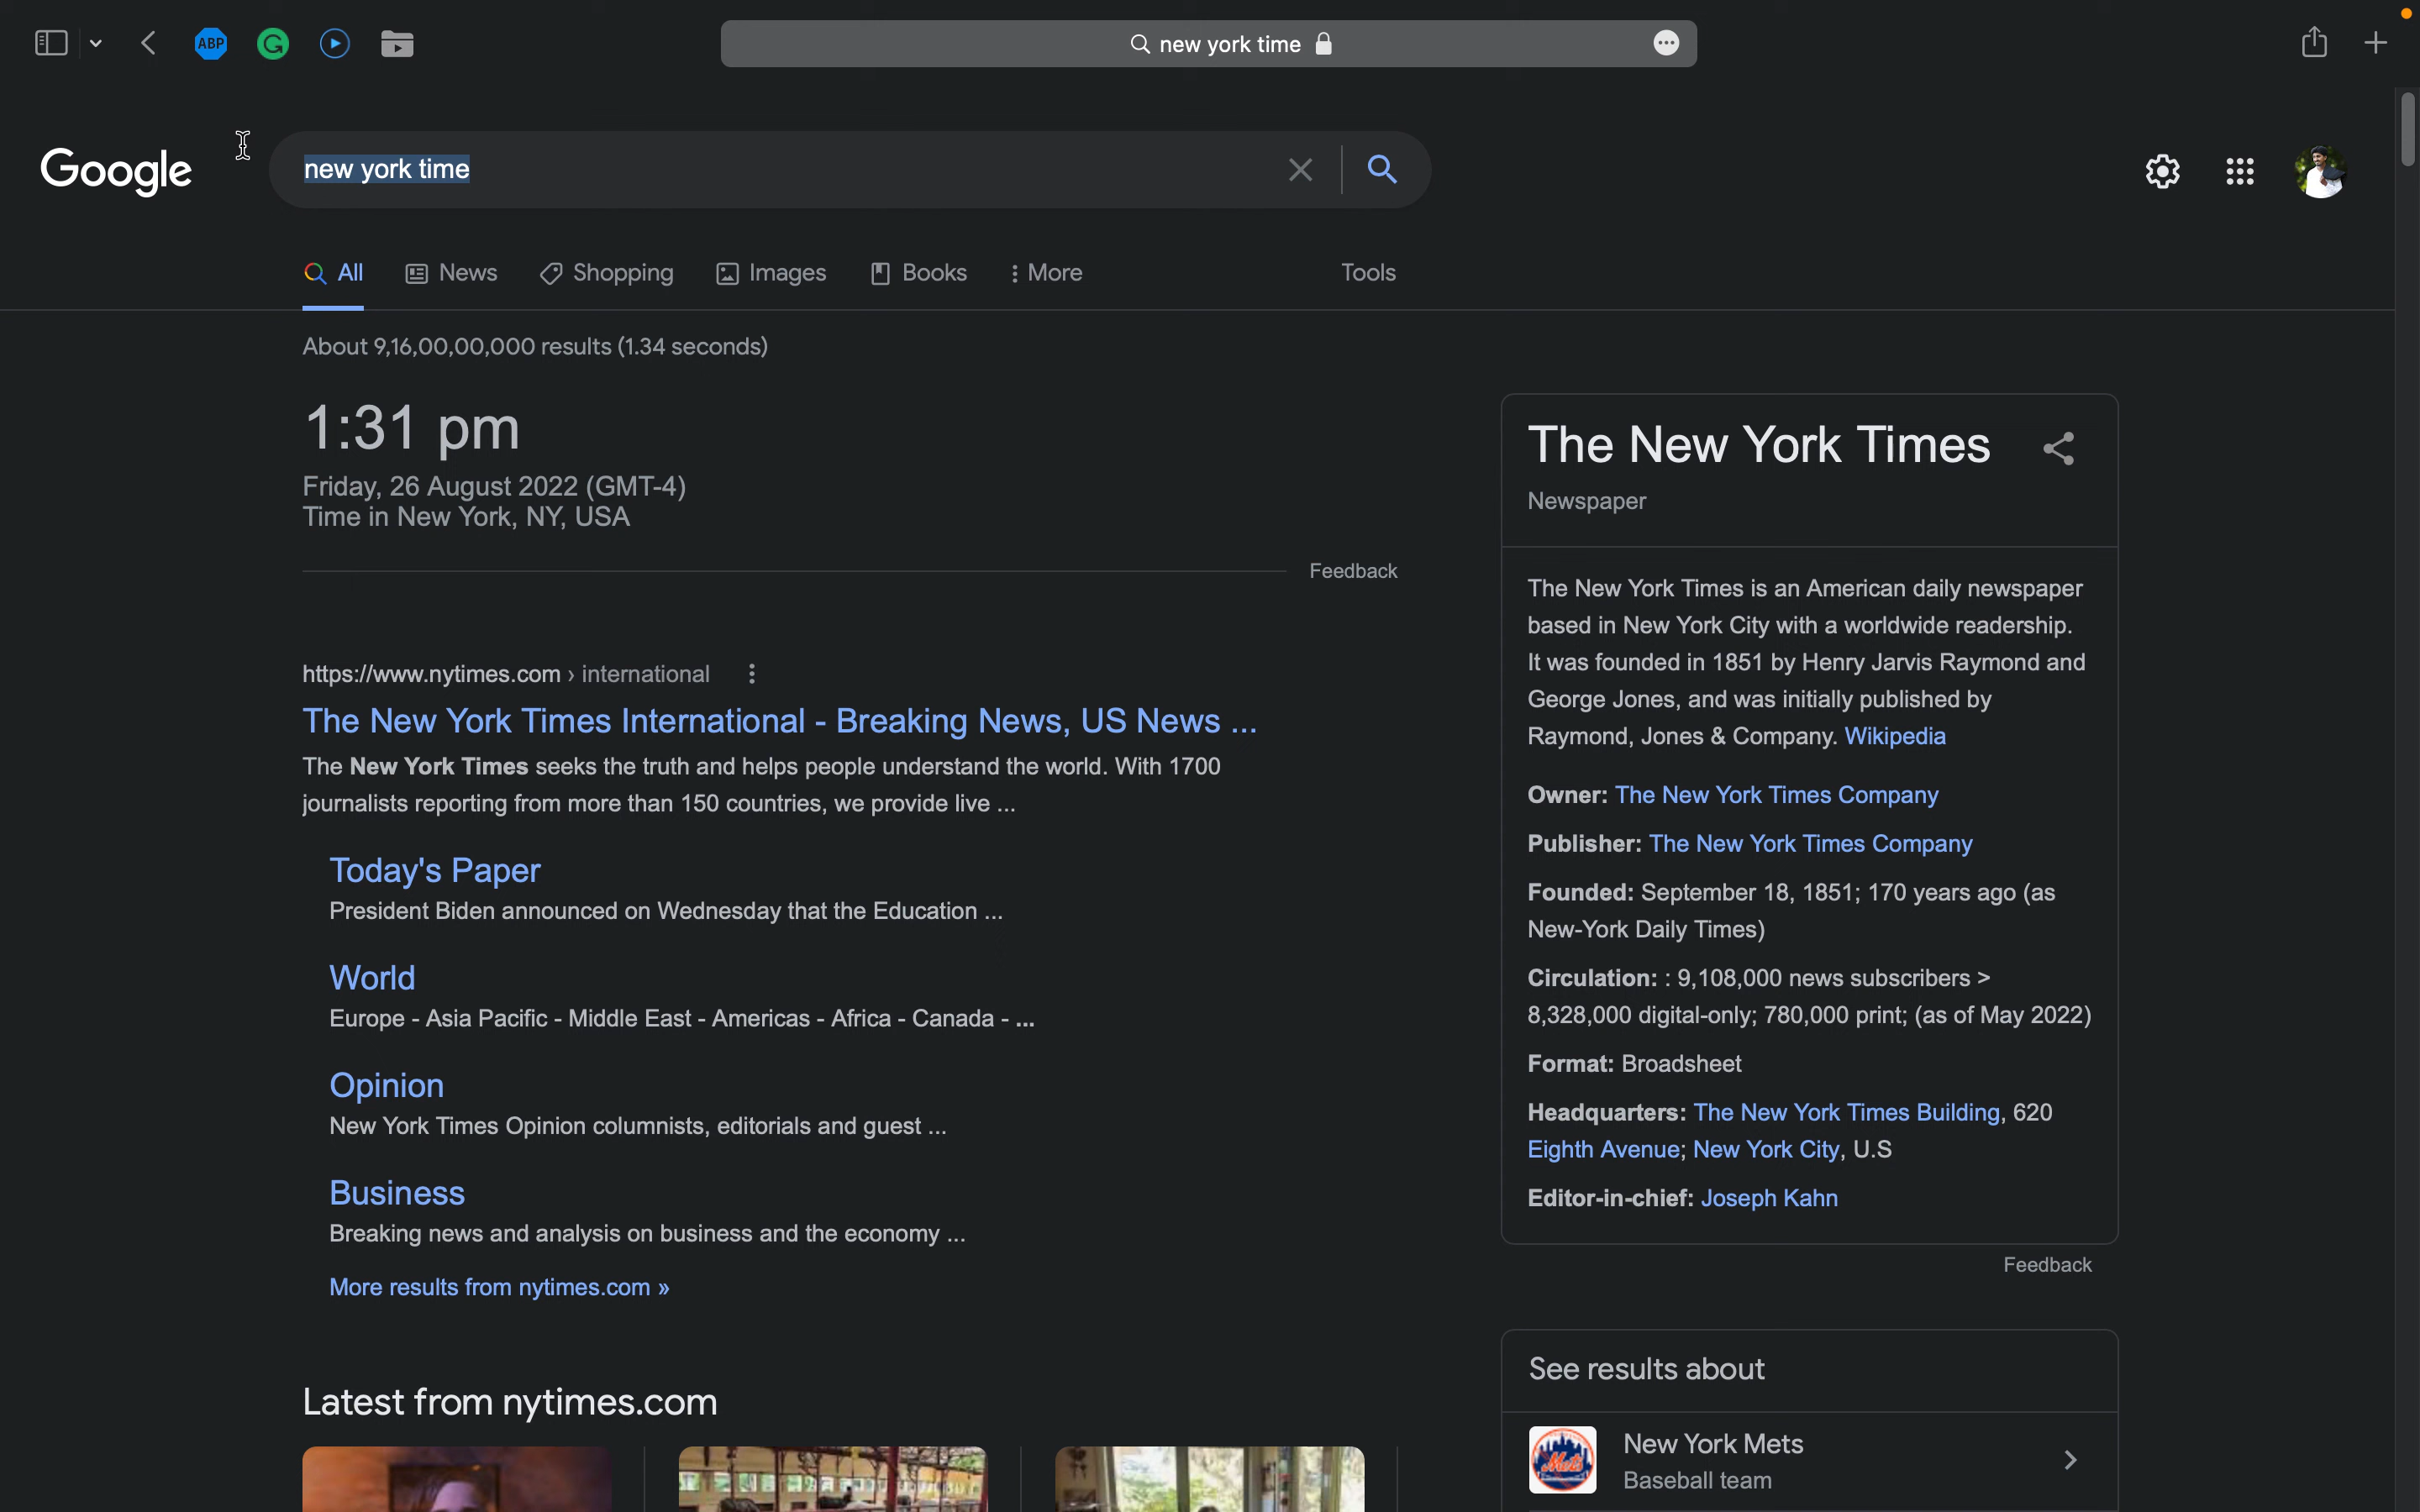 ABP
new york time
Google
new york time
All
News
Shopping
Images
Books
More
Tools
About 9,16,00,00,000 results (1.34 seconds)
1:31 pm
Friday, 26 August 2022 (GMT-4)
Time in New York, NY, USA
Feedback
https://www.nytimes.com › international
The New York Times International - Breaking News, US News ...
The New York Times seeks the truth and helps people understand the world. With 1700
journalists reporting from more than 150 countries, we provide live ...
Today's Paper
President Biden announced on Wednesday that the Education ...
World
Europe - Asia Pacific - Middle East - Americas - Africa - Canada - ...
Opinion
New York Times Opinion columnists, editorials and guest ...
Business
Breaking news and analysis on business and the economy ...
More results from nytimes.com »
Latest from nytimes.com
The New York Times
Newspaper
The New York Times is an American daily newspaper
based in New York City with a worldwide readership.
It was founded in 1851 by Henry Jarvis Raymond and
George Jones, and was initially published by
Raymond, Jones & Company. Wikipedia
Owner: The New York Times Company
Publisher: The New York Times Company
Founded: September 18, 1851; 170 years ago (as
New-York Daily Times)
Circulation: : 9,108,000 news subscribers >
8,328,000 digital-only; 780,000 print; (as of May 2022)
Format: Broadsheet
Headquarters: The New York Times Building, 620
Eighth Avenue; New York City, U.S
Editor-in-chief: Joseph Kahn
Feedback
See results about
Mets
New York Mets
Baseball team